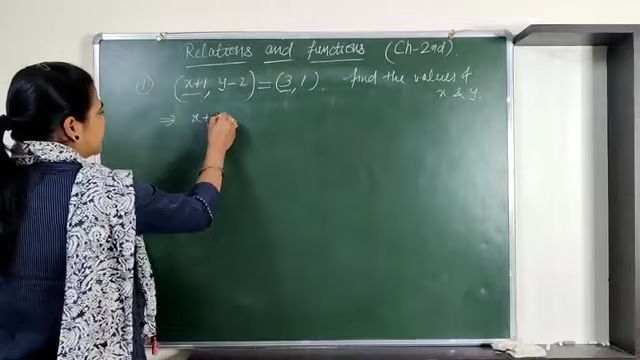 Relations and functions (Ch-2nd).
① (x+1, y-2) = (3, 1). find the values of
x & y.
⇒ x+